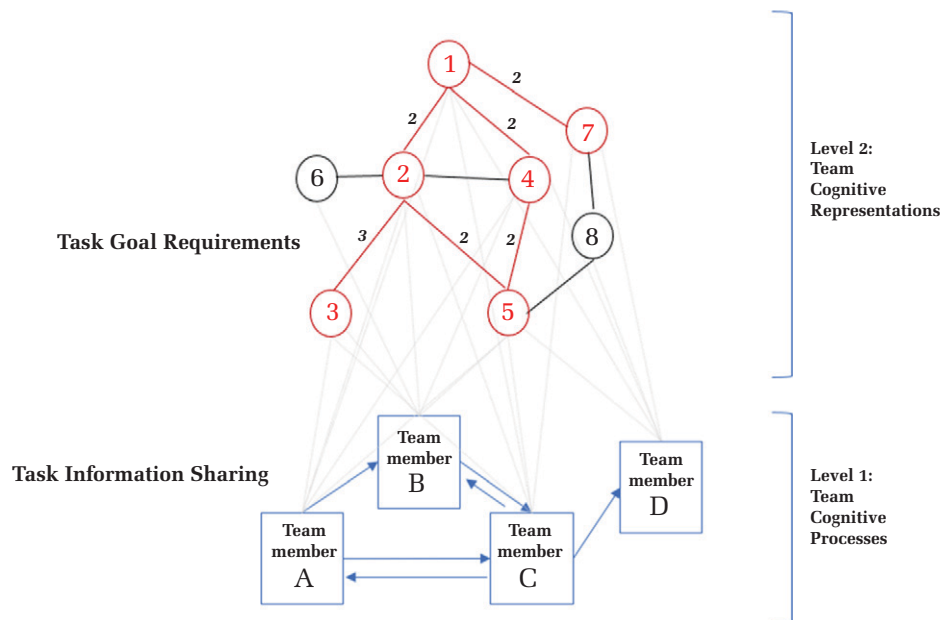 1
2
7
2
2
6
2
4
Level 2:
Team
Cognitive
Representations
8
Task Goal Requirements
3
2
2
3
5
Task Information Sharing
Team
member
B
Team
member
D
Level 1:
Team
Cognitive
Processes
Team
member
A
Team
member
C